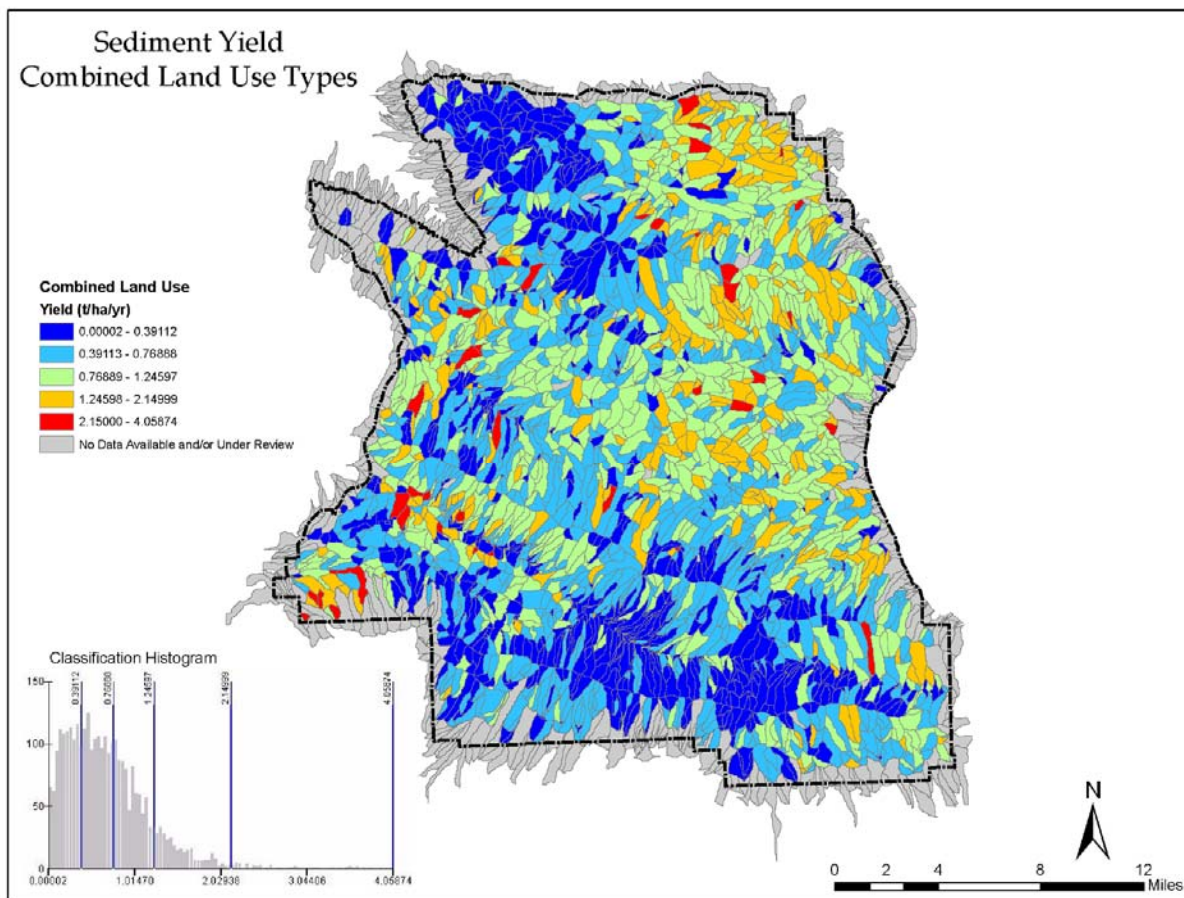 Sediment Yield
Combined Land Use Types
Combined Land Use
Yield (t/ha/yr)
0.00002 - 0.39112
0.39113 - 0.76888
0.76889 - 1.24597
1.24598 - 2.14999
2.15000 - 4.05874
No Data Available and/or Under Review
Classification Histogram
0.39112
0.76888
1.24597
2.14999
4.05874
150
100
50
0
0.00002
1.01470
2.02938
3.04406
4.05874
N
0 2 4 8 12
Miles